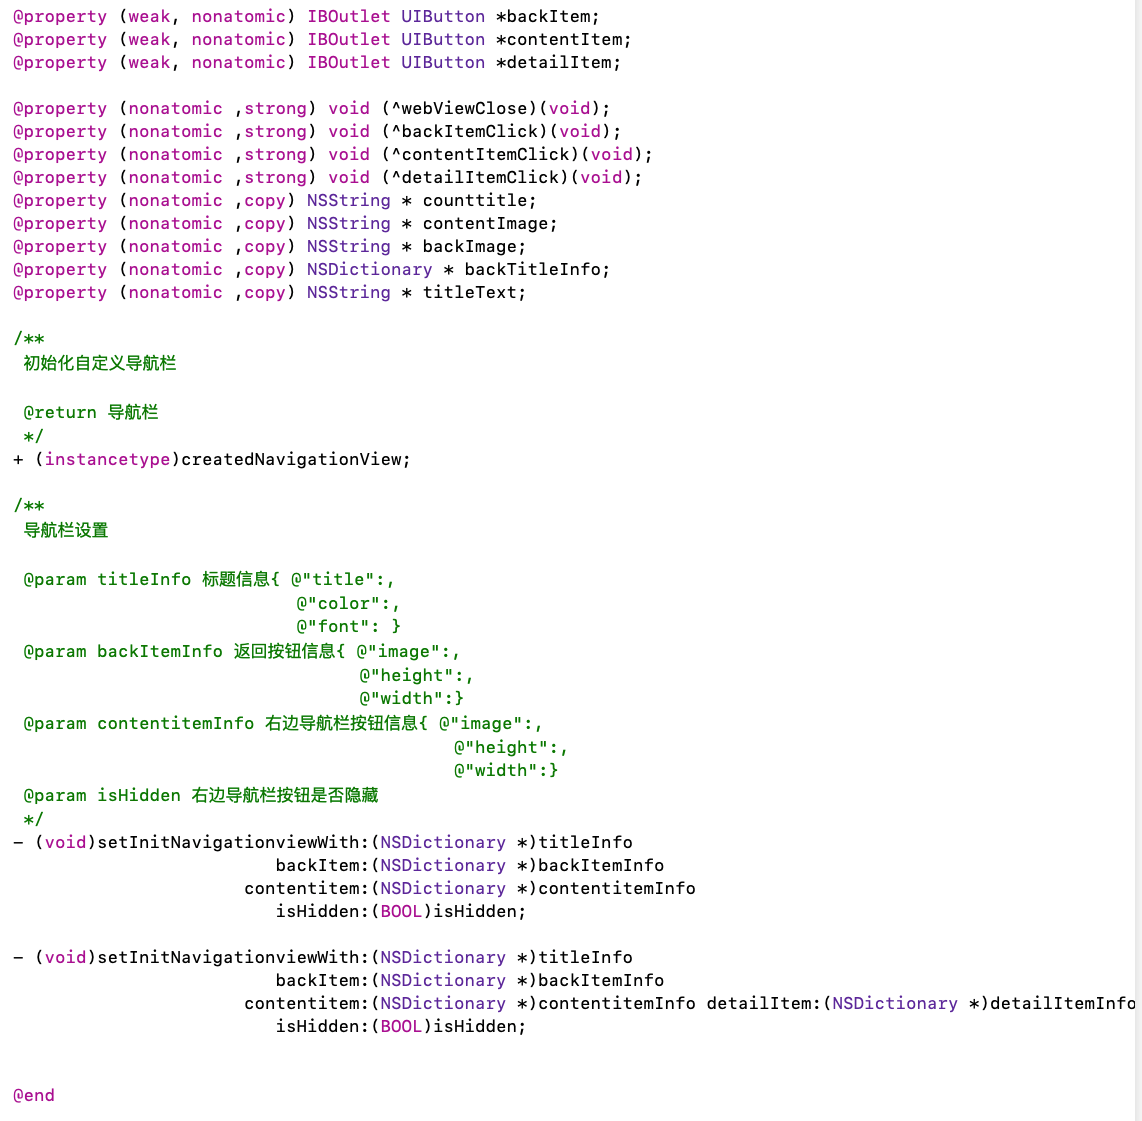 @property (weak, nonatomic) IBOutlet UIButton *backItem;
@property (weak, nonatomic) IBOutlet UIButton *contentItem;
@property (weak, nonatomic) IBOutlet UIButton *detailItem;
@property (nonatomic ,strong) void (^webViewClose)(void);
@property (nonatomic ,strong) void (^backItemClick)(void);
@property (nonatomic ,strong) void (^contentItemClick)(void);
@property (nonatomic ,strong) void (^detailItemClick)(void);
@property (nonatomic ,copy) NSString * counttitle;
@property (nonatomic ,copy) NSString * contentImage;
@property (nonatomic ,copy) NSString * backImage;
@property (nonatomic ,copy) NSDictionary * backTitleInfo;
@property (nonatomic ,copy) NSString * titleText;
/**
初始化自定义导航栏
@return 导航栏
*/
+ (instancetype)createdNavigationView;
/**
导航栏设置
@param titleInfo 标题信息{ @"title":,
@"color":,
@"font": }
@param backItemInfo 返回按钮信息{ @"image":,
@"height":,
@"width":}
@param contentitemInfo 右边导航栏按钮信息{ @"image":,
@"height":,
@"width":}
@param isHidden 右边导航栏按钮是否隐藏
*/
- (void)setInitNavigationviewWith:(NSDictionary *)titleInfo
backItem:(NSDictionary *)backItemInfo
contentitem:(NSDictionary *)contentitemInfo
isHidden:(BOOL)isHidden;
- (void)setInitNavigationviewWith:(NSDictionary *)titleInfo
backItem:(NSDictionary *)backItemInfo
contentitem:(NSDictionary *)contentitemInfo detailItem:(NSDictionary *)detailItemInfo
isHidden:(BOOL)isHidden;
@end